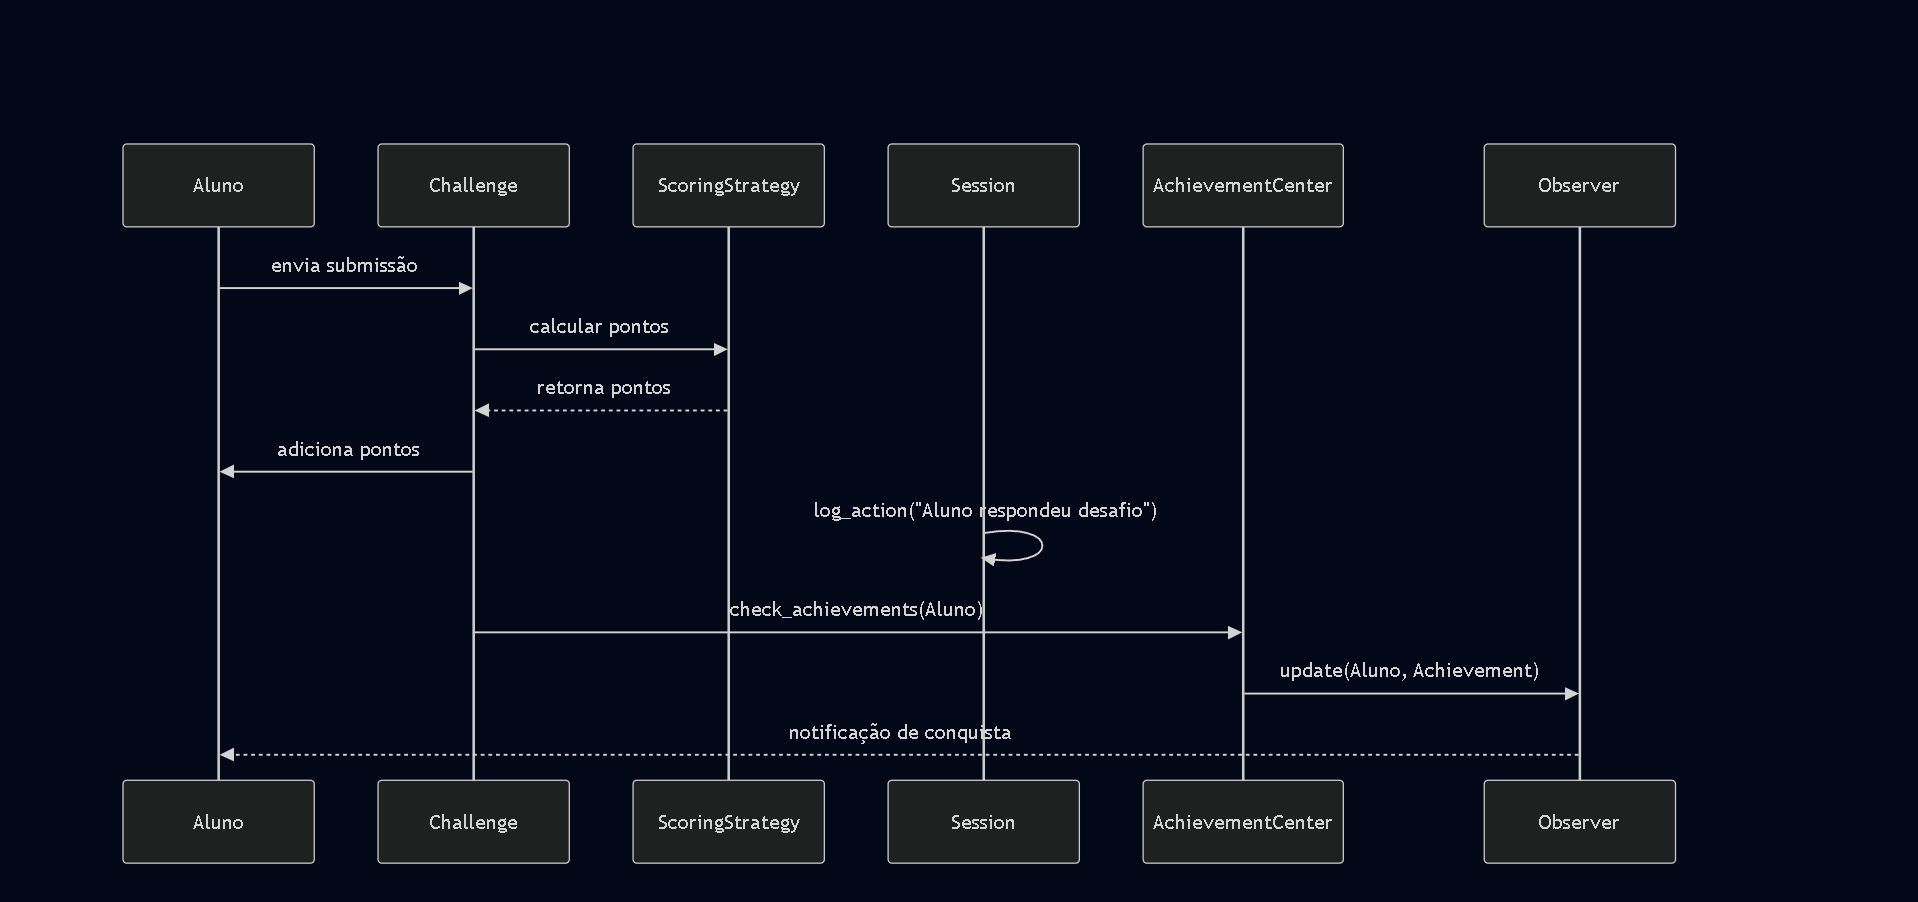 Aluno
Challenge
ScoringStrategy
Session
AchievementCenter
Observer
envia submissão
calcular pontos
retorna pontos
adiciona pontos
log_action("Aluno respondeu desafio")
check_achievements(Aluno)
update(Aluno, Achievement)
notificação de conquista
Aluno
Challenge
ScoringStrategy
Session
AchievementCenter
Observer